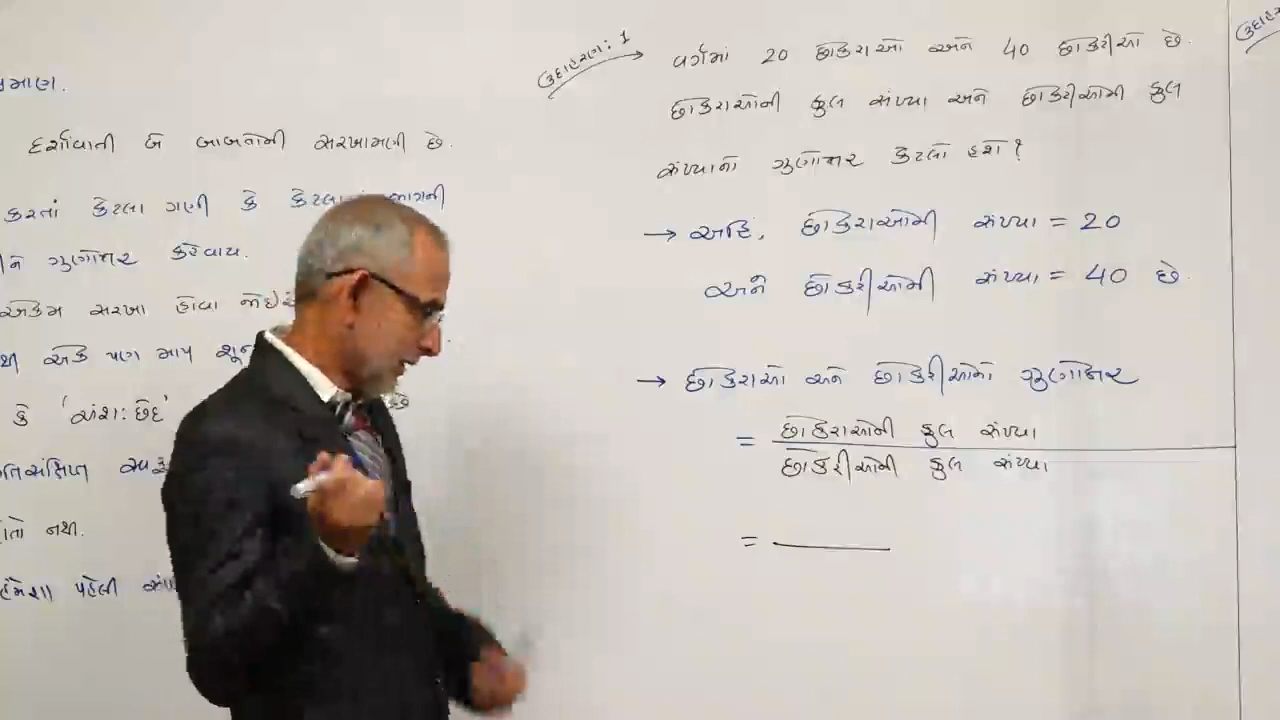 માણ.
દર્શાવાતી બે બાબતોની સરખામણી છે.
કરતાં કેટલા ગણી કે ભાગની
ને ગુણોત્તર કહેવાય.
એકમ સરખા હોવા જોઈએ
થી એક પણ માપ
કે 'અંશ: છેદ'
અતિસંક્ષિપ્ત
હોતો નથી.
હંમેશા પહેલી
ઉદાહરણ: 1
વર્ગમાં 20 છોકરાઓ અને 40 છોકરીઓ છે.
છોકરાઓની કુલ સંખ્યા અને છોકરીઓની કુલ
સંખ્યાનો ગુણોત્તર કેટલો હશે?
→ અહિં, છોકરાઓની સંખ્યા = 20
અને છોકરીઓની સંખ્યા = 40 છે.
→ છોકરાઓ અને છોકરીઓનો ગુણોત્તર
= છોકરાઓની કુલ સંખ્યા
છોકરીઓની કુલ સંખ્યા
=